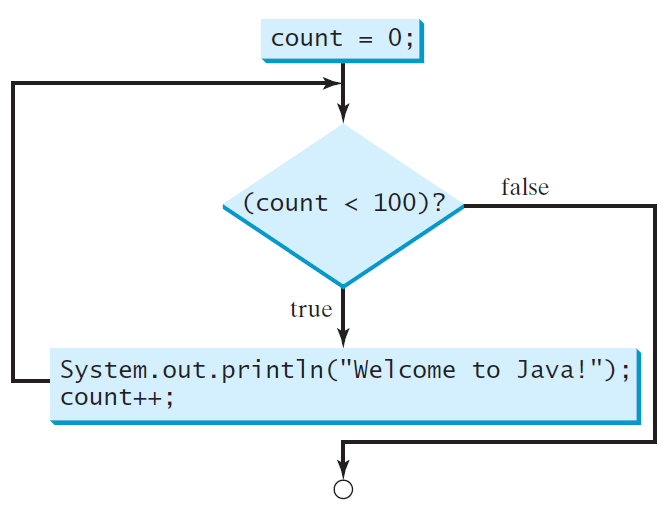 count = 0;
(count < 100)?
false
true
System.out.println("Welcome to Java!");
count++;